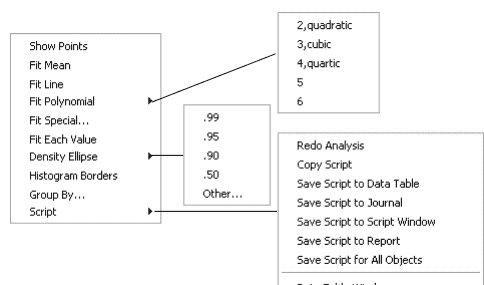 Show Points
Fit Mean
Fit Line
Fit Polynomial
Fit Special...
Fit Each Value
Density Ellipse
Histogram Borders
Group By...
Script
2,quadratic
3,cubic
4,quartic
5
6
.99
.95
.90
.50
Other...
Redo Analysis
Copy Script
Save Script to Data Table
Save Script to Journal
Save Script to Script Window
Save Script to Report
Save Script for All Objects